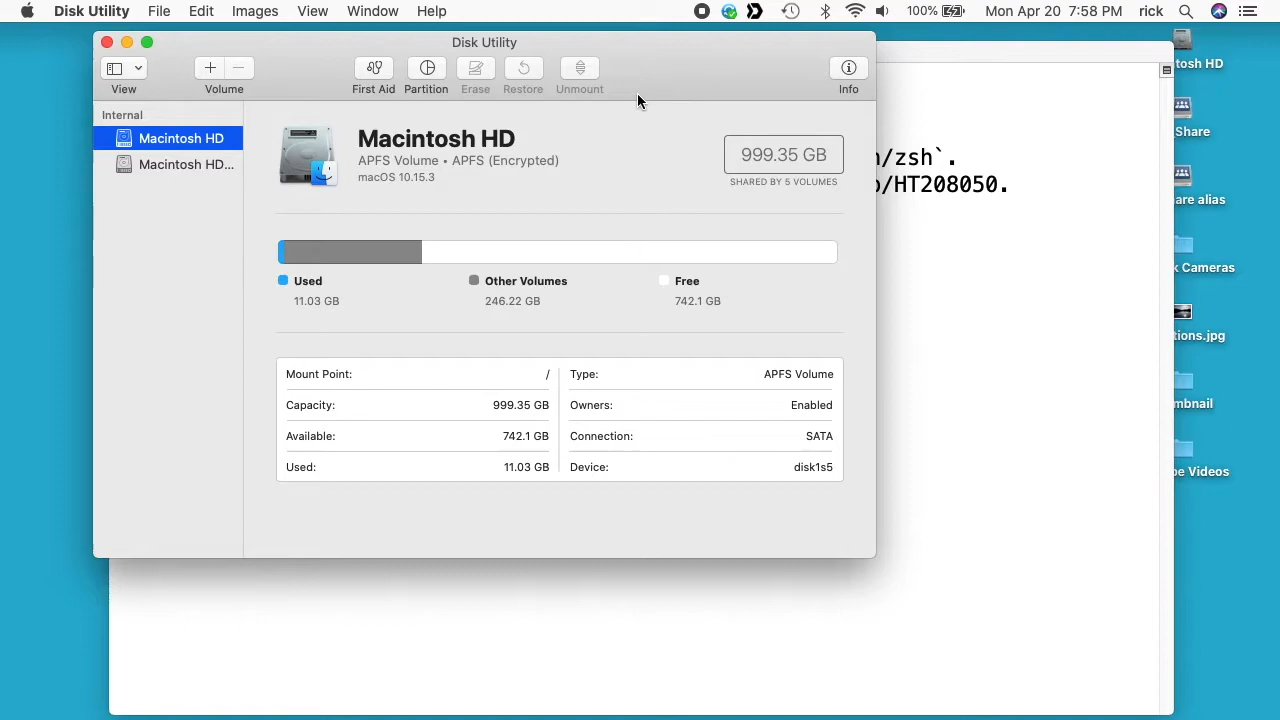 Disk Utility File Edit Images View Window Help 100% Mon Apr 20 7:58 PM rick
Disk Utility
View Volume First Aid Partition Erase Restore Unmount Info
Internal
Macintosh HD
Macintosh HD...
Macintosh HD
APFS Volume • APFS (Encrypted)
macOS 10.15.3
999.35 GB
SHARED BY 5 VOLUMES
Used
11.03 GB
Other Volumes
246.22 GB
Free
742.1 GB
Mount Point: /
Capacity: 999.35 GB
Available: 742.1 GB
Used: 11.03 GB
Type: APFS Volume
Owners: Enabled
Connection: SATA
Device: disk1s5
/zsh`.
/HT208050.
tosh HD
Share
are alias
Cameras
tions.jpg
mbnail
e Videos